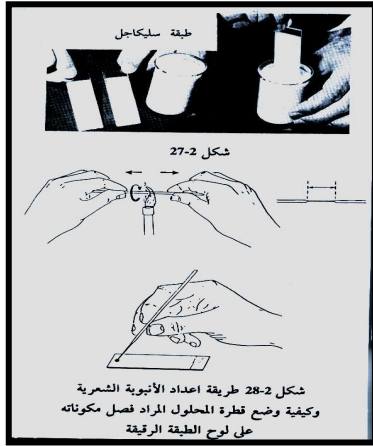 طبقة سليكاجل
شكل 2-27
شكل 2-28 طريقة اعداد الأنبوبة الشعرية
وكيفية وضع قطرة المحلول المراد فصل مكوناته
على لوح الطبقة الرقيقة